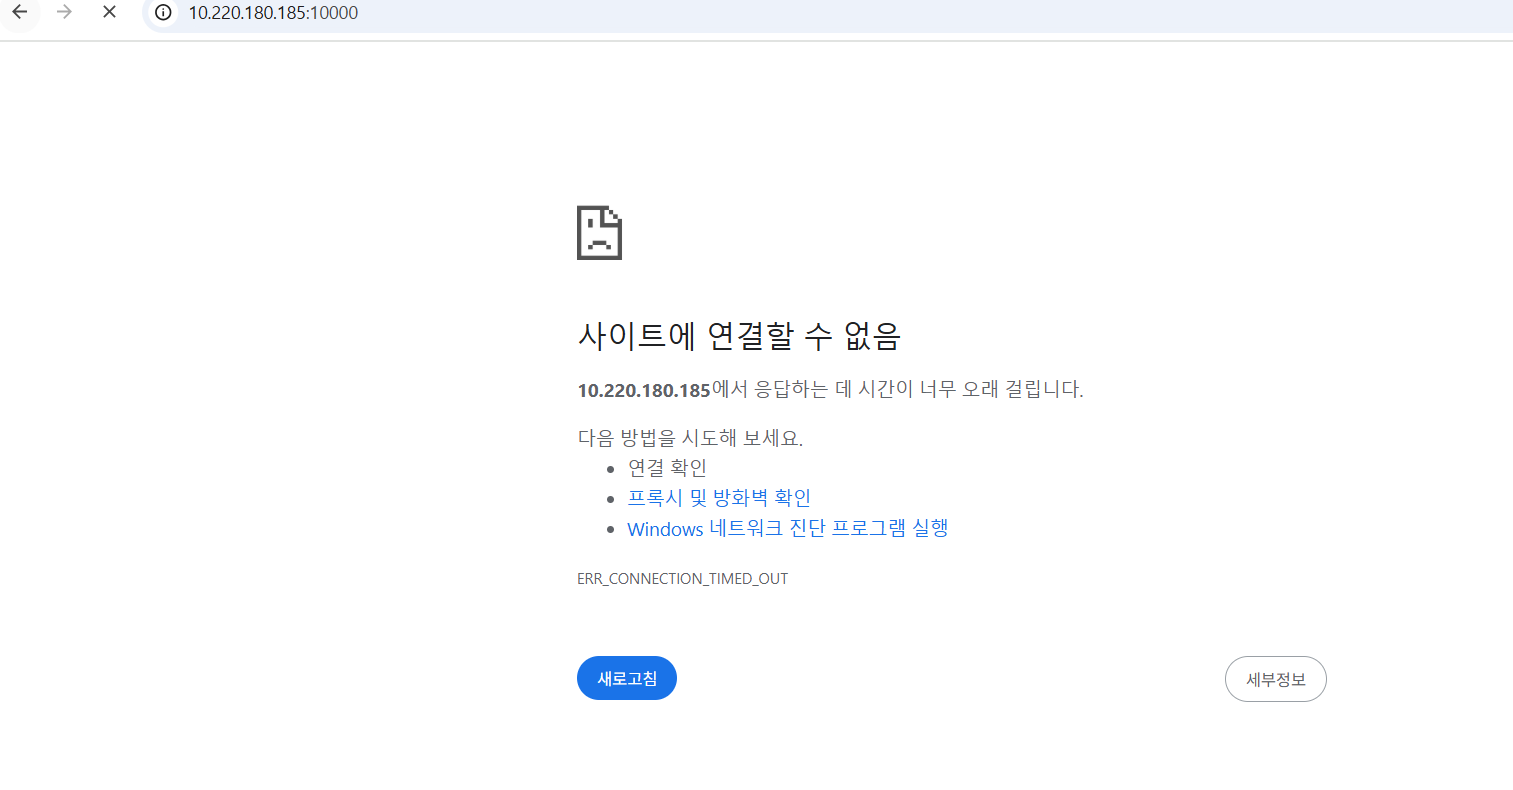 10.220.180.185:10000
사이트에 연결할 수 없음
10.220.180.185에서 응답하는 데 시간이 너무 오래 걸립니다.
다음 방법을 시도해 보세요.
• 연결 확인
• 프록시 및 방화벽 확인
• Windows 네트워크 진단 프로그램 실행
ERR_CONNECTION_TIMED_OUT
새로고침
세부정보